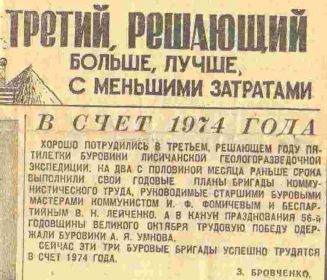 ТРЕТИЙ, РЕШАЮЩИЙ
БОЛЬШЕ, ЛУЧШЕ,
С МЕНЬШИМИ ЗАТРАТАМИ
В СЧЕТ 1974 ГОДА
ХОРОШО ПОТРУДИЛИСЬ В ТРЕТЬЕМ, РЕШАЮЩЕМ ГОДУ ПЯ-
ТИЛЕТКИ БУРОВИКИ ЛИСИЧАНСКОЙ ГЕОЛОГОРАЗВЕДОЧНОЙ
ЭКСПЕДИЦИИ. НА ДВА С ПОЛОВИНОЙ МЕСЯЦА РАНЬШЕ СРОКА
ВЫПОЛНИЛИ СВОИ ГОДОВЫЕ ПЛАНЫ БРИГАДЫ КОММУ-
НИСТИЧЕСКОГО ТРУДА, РУКОВОДИМЫЕ СТАРШИМИ БУРОВЫМИ
МАСТЕРАМИ КОММУНИСТОМ И. Ф. ФОМИЧЕВЫМ И БЕСПАР-
ТИЙНЫМ В. Н. ЛЕЙЧЕНКО. А В КАНУН ПРАЗДНОВАНИЯ 56-й
ГОДОВЩИНЫ ВЕЛИКОГО ОКТЯБРЯ ТРУДОВУЮ ПОБЕДУ ОДЕР-
ЖАЛИ БУРОВИКИ А. Я. УМНОВА.
СЕЙЧАС ЭТИ ТРИ БУРОВЫЕ БРИГАДЫ УСПЕШНО ТРУДЯТСЯ
В СЧЕТ 1974 ГОДА.
З. БРОВЧЕНКО.